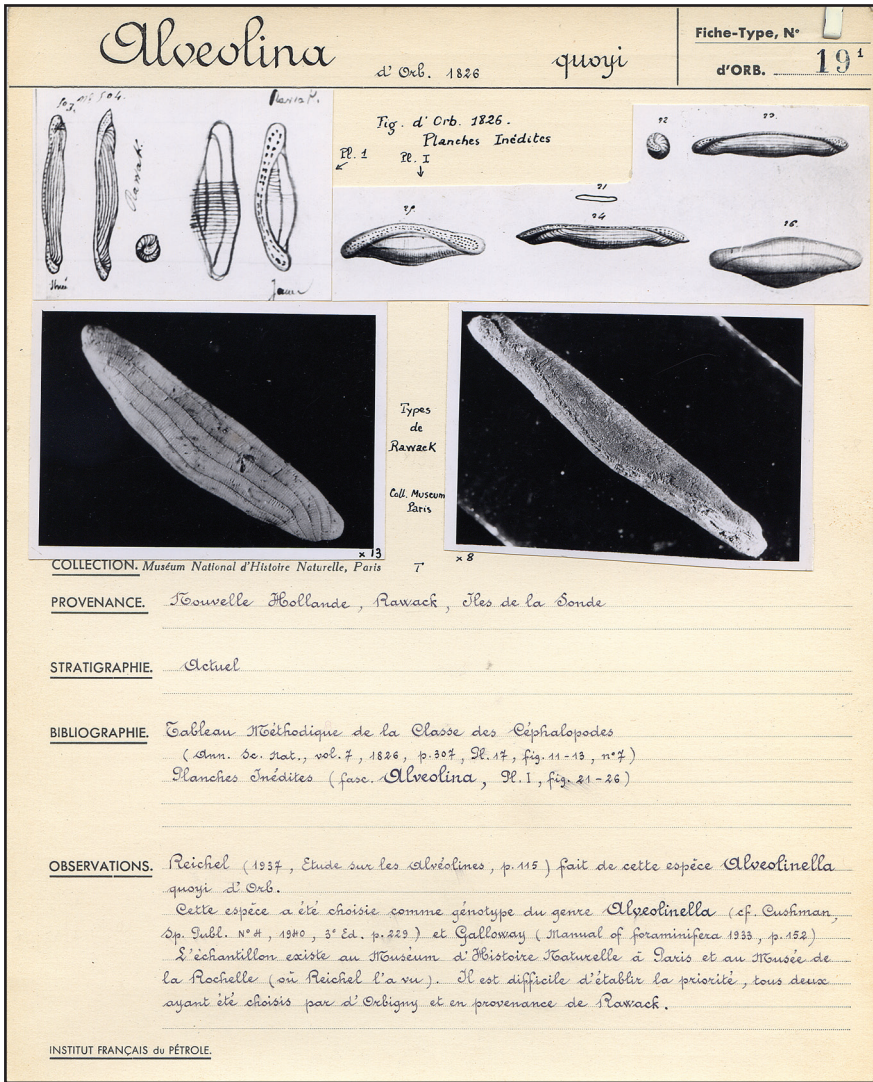 Alveolina d'Orb. 1826 quoyi
Fiche-Type, N°
d'ORB. 19¹
Rawack.
Fig. d'Orb. 1826.
Planches Inédites
Pl. 1 Pl. I
22
23.
21
24
25.
26.
Types
de
Rawack
Coll. Museum
Paris
x 13
x 8
COLLECTION. Muséum National d'Histoire Naturelle, Paris T
PROVENANCE. Nouvelle Hollande, Rawack, Iles de la Sonde
STRATIGRAPHIE. Actuel
BIBLIOGRAPHIE. Tableau Méthodique de la Classe des Céphalopodes
(Ann. Sc. Nat., vol. 7, 1826, p. 307, Pl. 17, fig. 11-13, n° 7)
Planches Inédites (fasc. Alveolina, Pl. I, fig. 21-26)
OBSERVATIONS. Reichel (1937, Etude sur les Alvéolines, p. 115) fait de cette espèce Alveolinella
quoyi d'Orb.
Cette espèce a été choisie comme génotype du genre Alveolinella (cf. Cushman,
Sp. Publ. N° 4, 1940, 3° Ed. p. 229) et Galloway (Manual of foraminifera 1933, p. 152)
L'échantillon existe au Muséum d'Histoire Naturelle à Paris et au Musée de
la Rochelle (où Reichel l'a vu). Il est difficile d'établir la priorité, tous deux
ayant été choisis par d'Orbigny et en provenance de Rawack.
INSTITUT FRANÇAIS du PÉTROLE.